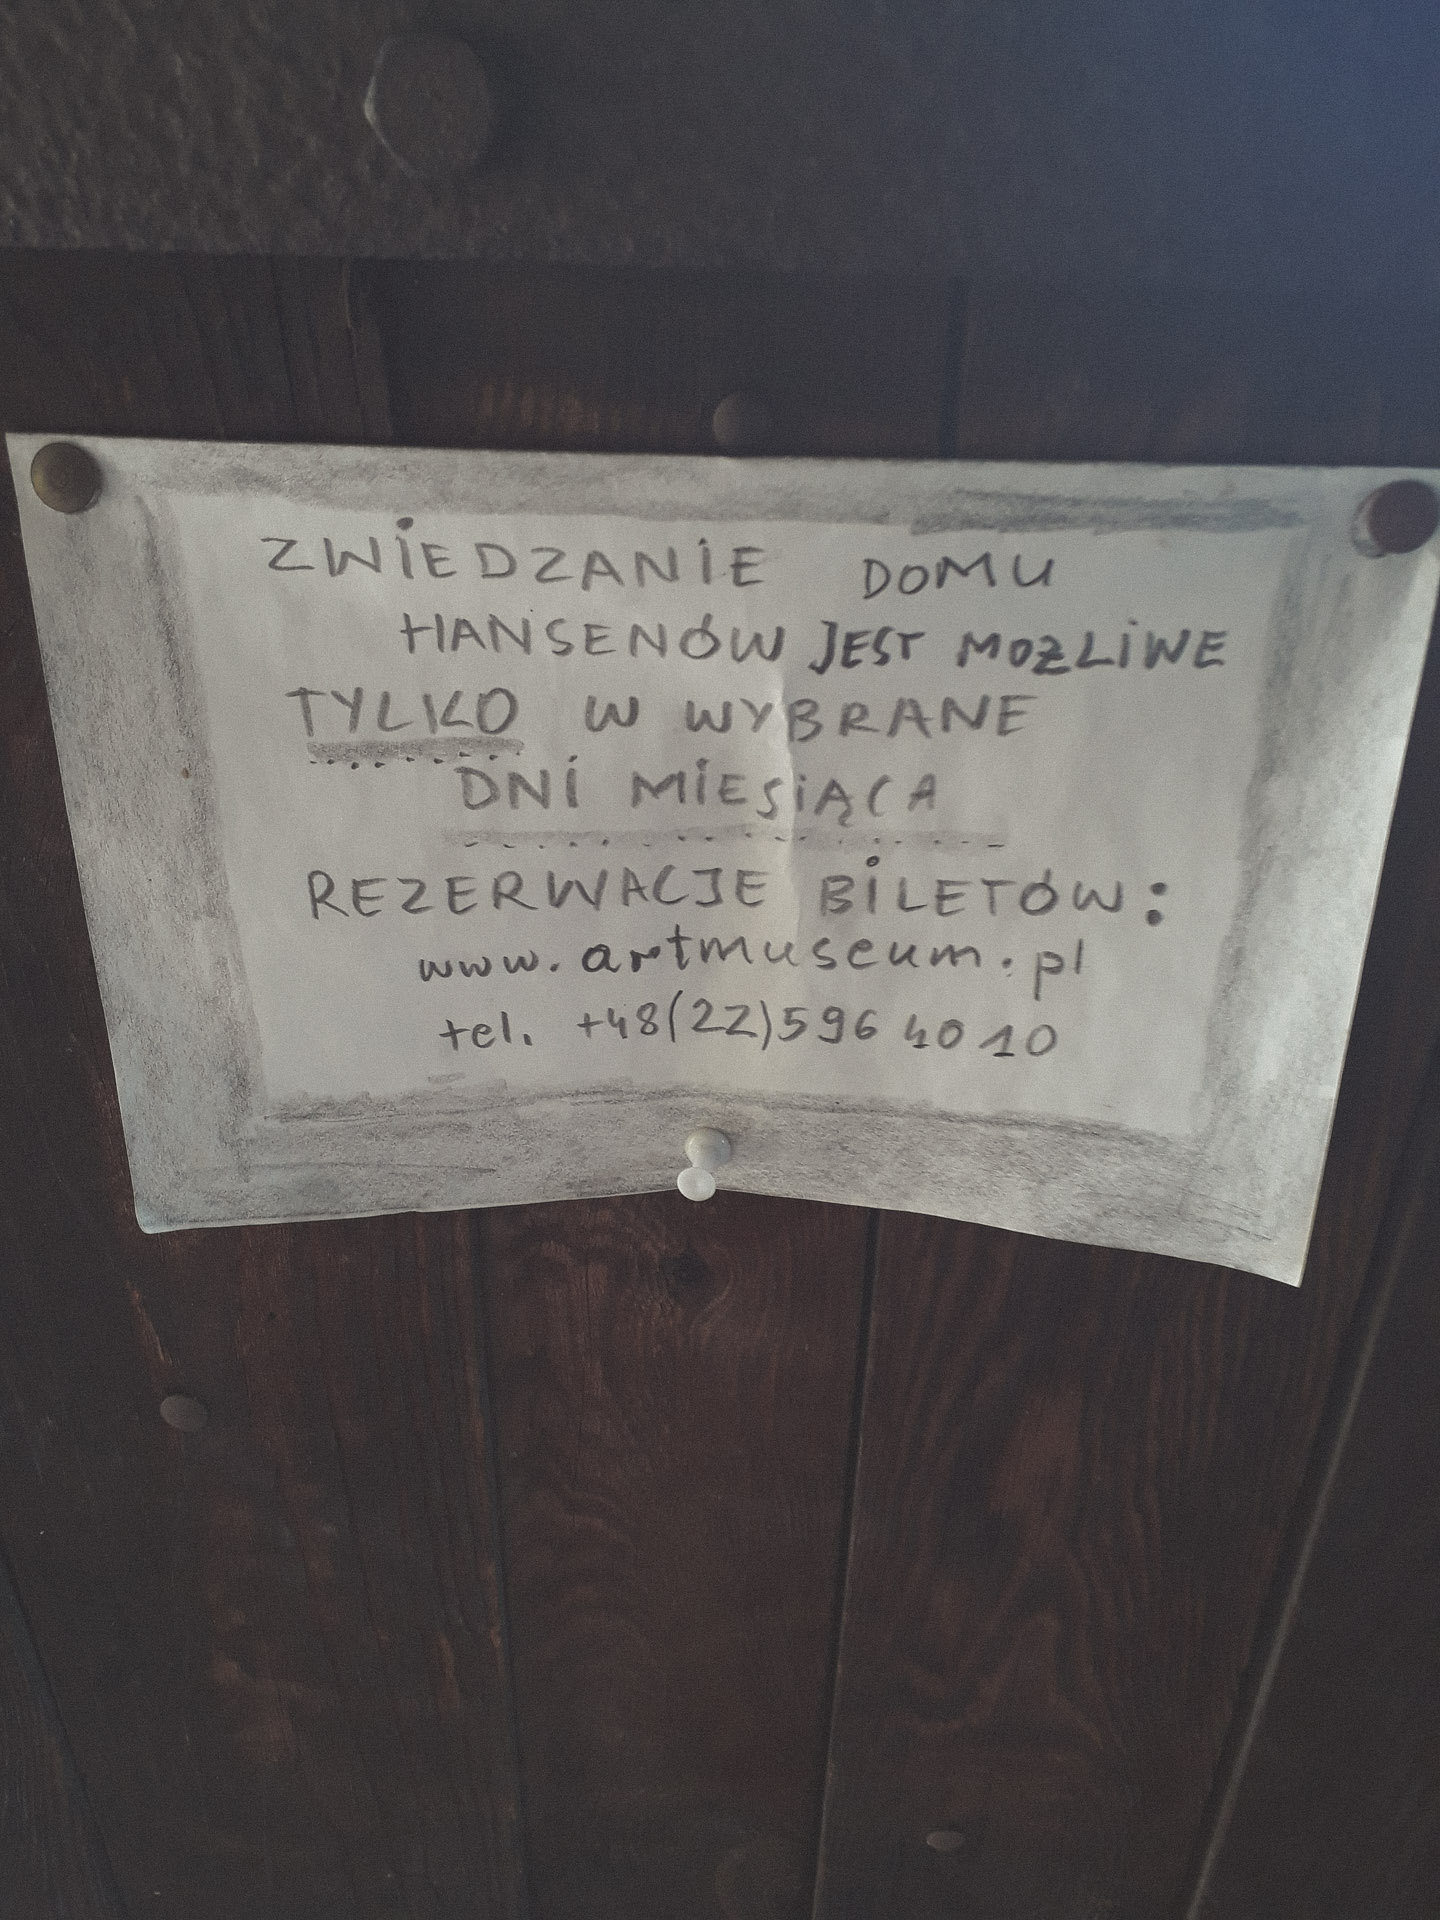 ZWiEDZANiE DOMU
HANSENÓW JEST MOƵLiWE
TYLKO W WYBRANE
DNI MiESiĄCA
REZERWACJE BiLETÓW:
www.artmuseum.pl
tel. +48(22)596 40 10